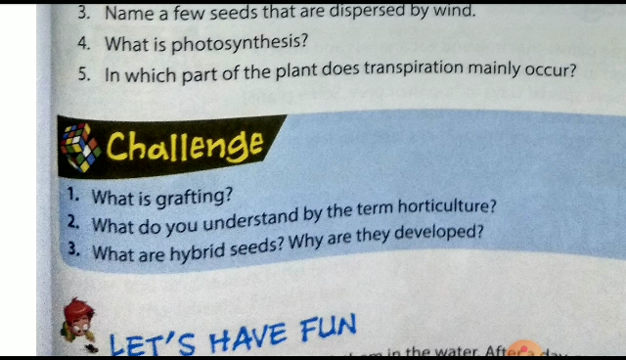 3. Name a few seeds that are dispersed by wind.
4. What is photosynthesis?
5. In which part of the plant does transpiration mainly occur?
Challenge
1. What is grafting?
2. What do you understand by the term horticulture?
3. What are hybrid seeds? Why are they developed?
LET'S HAVE FUN
in the water. After a